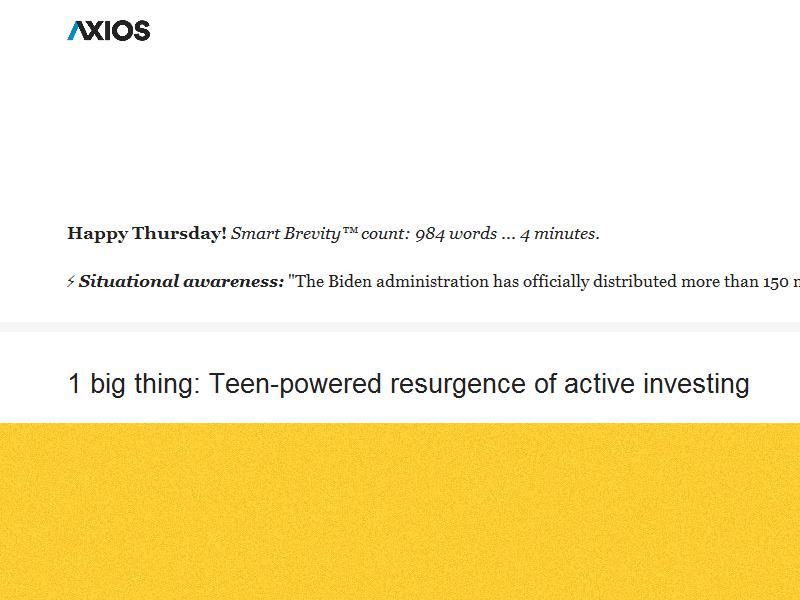 AXIOS
Happy Thursday! Smart Brevity™ count: 984 words ... 4 minutes.
⚡ Situational awareness: "The Biden administration has officially distributed more than 150
1 big thing: Teen-powered resurgence of active investing